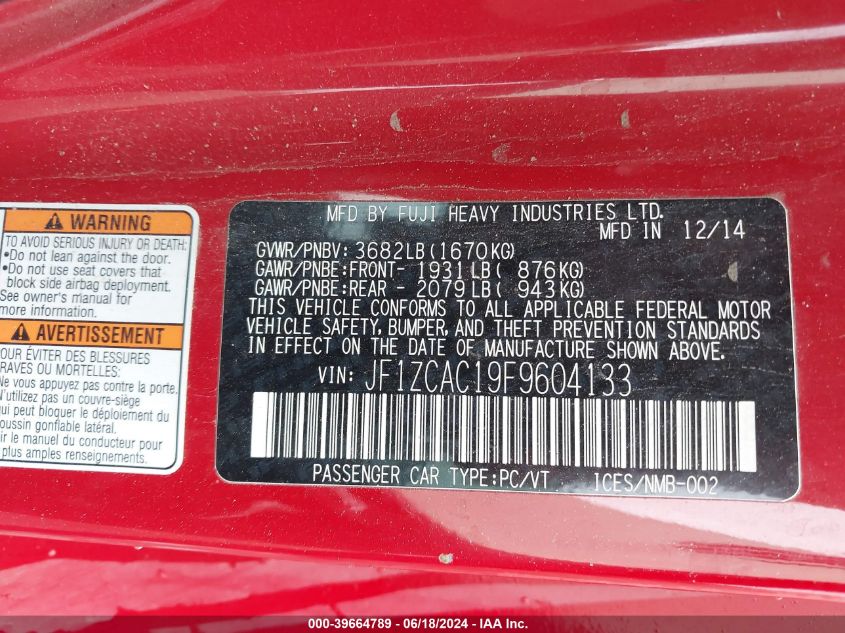 WARNING
TO AVOID SERIOUS INJURY OR DEATH:
•Do not lean against the door.
•Do not use seat covers that
block side airbag deployment.
See owner's manual for
more information.
AVERTISSEMENT
POUR ÉVITER DES BLESSURES
GRAVES OU MORTELLES:
Ne vous appuyez pas contre la porte.
N'utilisez pas un couvre-siège
qui peut bloquer le déploiement du
coussin gonflable latéral.
ir le manuel du conducteur pour
plus amples renseignements.
MFD BY FUJI HEAVY INDUSTRIES LTD.
MFD IN 12/14
GVWR/PNBV: 3682LB(1670KG)
GAWR/PNBE:FRONT- 1931LB( 876KG)
GAWR/PNBE:REAR - 2079LB( 943KG)
THIS VEHICLE CONFORMS TO ALL APPLICABLE FEDERAL MOTOR
VEHICLE SAFETY, BUMPER, AND THEFT PREVENTION STANDARDS
IN EFFECT ON THE DATE OF MANUFACTURE SHOWN ABOVE.
VIN: JF1ZCAC19F9604133
PASSENGER CAR TYPE:PC/VT ICES/NMB-002
000-39664789 - 06/18/2024 - IAA Inc.